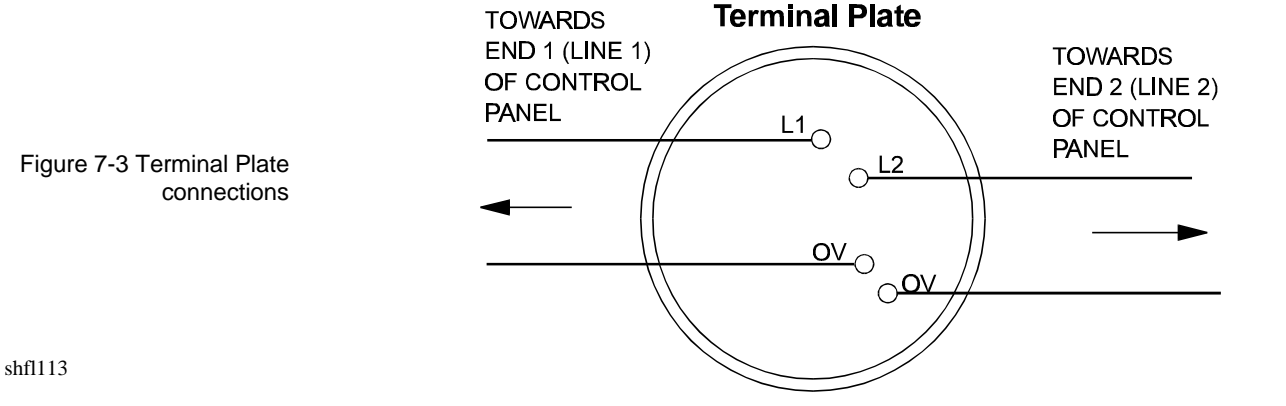 Terminal Plate
TOWARDS
END 1 (LINE 1)
OF CONTROL
PANEL
TOWARDS
END 2 (LINE 2)
OF CONTROL
PANEL
L1
L2
OV
OV
Figure 7-3 Terminal Plate
connections
shfl113